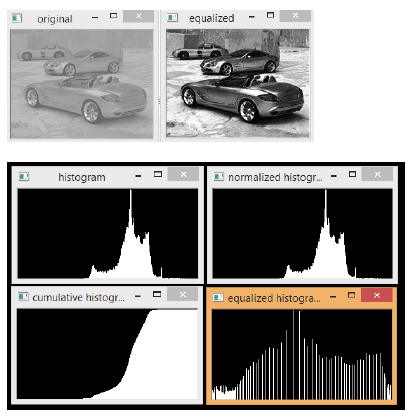 original
equalized
histogram
normalized histogr...
cumulative histogr...
equalized histogra...